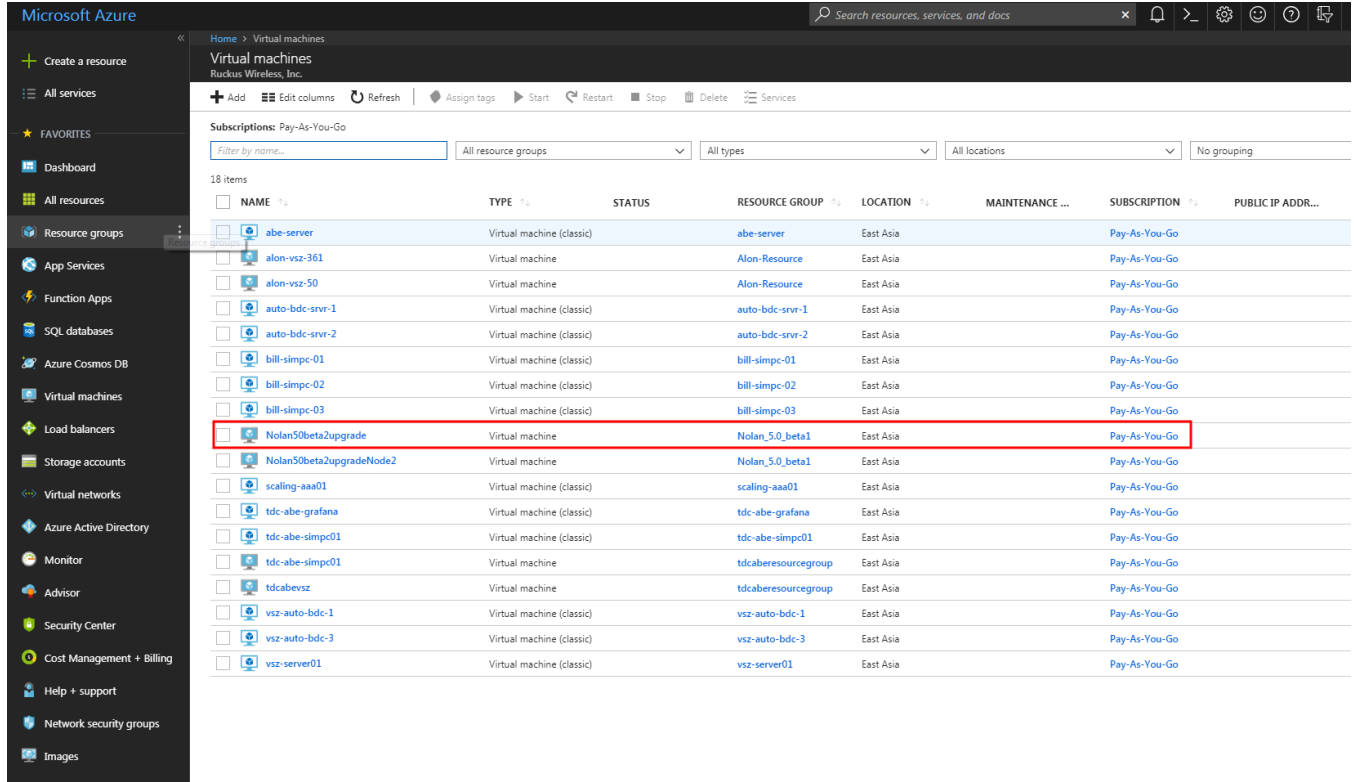 Microsoft Azure
Search resources, services, and docs
Home > Virtual machines
Virtual machines
Ruckus Wireless, Inc.
Create a resource
All services
FAVORITES
Dashboard
All resources
Resource groups
Resource groups
App Services
Function Apps
SQL databases
Azure Cosmos DB
Virtual machines
Load balancers
Storage accounts
Virtual networks
Azure Active Directory
Monitor
Advisor
Security Center
Cost Management + Billing
Help + support
Network security groups
Images
Add Edit columns Refresh Assign tags Start Restart Stop Delete Services
Subscriptions: Pay-As-You-Go
Filter by name... All resource groups All types All locations No grouping
18 items
NAME TYPE STATUS RESOURCE GROUP LOCATION MAINTENANCE ... SUBSCRIPTION PUBLIC IP ADDR...
abe-server Virtual machine (classic) abe-server East Asia Pay-As-You-Go
alon-vsz-361 Virtual machine Alon-Resource East Asia Pay-As-You-Go
alon-vsz-50 Virtual machine Alon-Resource East Asia Pay-As-You-Go
auto-bdc-srvr-1 Virtual machine (classic) auto-bdc-srvr-1 East Asia Pay-As-You-Go
auto-bdc-srvr-2 Virtual machine (classic) auto-bdc-srvr-2 East Asia Pay-As-You-Go
bill-simpc-01 Virtual machine (classic) bill-simpc-01 East Asia Pay-As-You-Go
bill-simpc-02 Virtual machine (classic) bill-simpc-02 East Asia Pay-As-You-Go
bill-simpc-03 Virtual machine (classic) bill-simpc-03 East Asia Pay-As-You-Go
Nolan50beta2upgrade Virtual machine Nolan_5.0_beta1 East Asia Pay-As-You-Go
Nolan50beta2upgradeNode2 Virtual machine Nolan_5.0_beta1 East Asia Pay-As-You-Go
scaling-aaa01 Virtual machine (classic) scaling-aaa01 East Asia Pay-As-You-Go
tdc-abe-grafana Virtual machine (classic) tdc-abe-grafana East Asia Pay-As-You-Go
tdc-abe-simpc01 Virtual machine (classic) tdc-abe-simpc01 East Asia Pay-As-You-Go
tdc-abe-simpc01 Virtual machine tdcaberesourcegroup East Asia Pay-As-You-Go
tdcabevsz Virtual machine tdcaberesourcegroup East Asia Pay-As-You-Go
vsz-auto-bdc-1 Virtual machine (classic) vsz-auto-bdc-1 East Asia Pay-As-You-Go
vsz-auto-bdc-3 Virtual machine (classic) vsz-auto-bdc-3 East Asia Pay-As-You-Go
vsz-server01 Virtual machine (classic) vsz-server01 East Asia Pay-As-You-Go